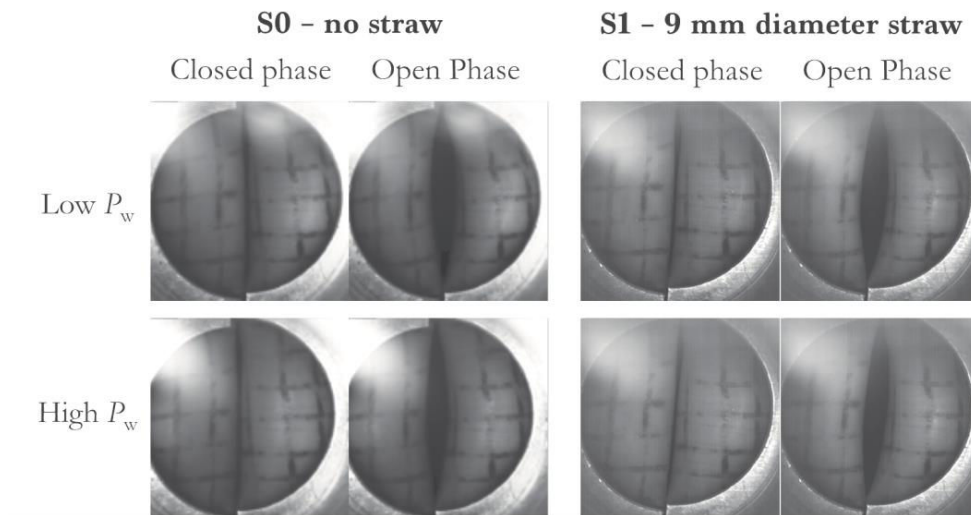 S0 – no straw S1 – 9 mm diameter straw
Closed phase Open Phase Closed phase Open Phase
Low Pw
High Pw